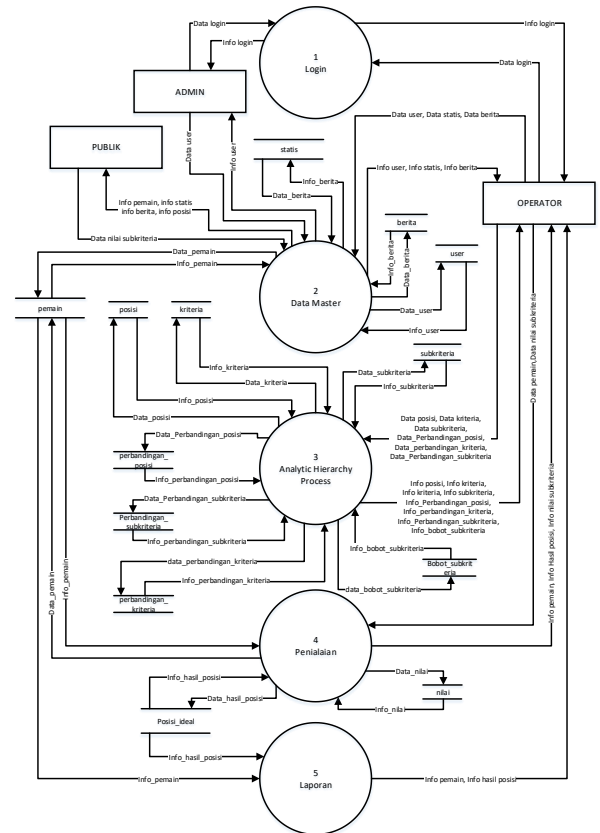 Data login
Info login
1
Login
Info login
Data login
ADMIN
PUBLIK
OPERATOR
Data user
Info user
statis
Info_berita
Data_berita
Data user, Data statis, Data berita
Info user, Info statis, Info berita
Info pemain, info statis
info berita, info posisi
Data nilai subkriteria
Data_pemain
Info_pemain
berita
Info_berita
Data_berita
user
2
Data Master
Data_user
Info_user
pemain
posisi
kriteria
subkriteria
Info_kriteria
Data_kriteria
Info_posisi
Data_posisi
Data_subkriteria
Info_subkriteria
Data pemain,Data nilai subkriteria
Data_Perbandingan_posisi
perbandingan_
posisi
Info_perbandingan_posisi
3
Analytic Hierarchy
Process
Data posisi, Data kriteria,
Data subkriteria,
Data_Perbandingan_posisi,
Data_perbandingan_kriteria,
Data_Perbandingan_subkriteria
Data_Perbandingan_subkriteria
Perbandingan_
subkriteria
Info_perbandingan_subkriteria
Info posisi, Info kriteria,
Info kriteria, Info subkriteria,
Info_Perbandingan_posisi,
Info_perbandingan_kriteria,
Info_Perbandingan_subkriteria,
Info_bobot_subkriteria
data_perbandingan_kriteria
Info_perbandingan_kriteria
perbandingan_
kriteria
Info_bobot_subkriteria
Bobot_subkrit
eria
data_bobot_subkriteria
Data_pemain
Info_pemain
Info pemain, Info Hasil posisi, Info nilai subkriteria
4
Penialaian
Info_hasil_posisi
Data_hasil_posisi
Posisi_ideal
Data_nilai
nilai
Info_nilai
Info_hasil_posisi
Info_pemain
5
Laporan
Info pemain, Info hasil posisi